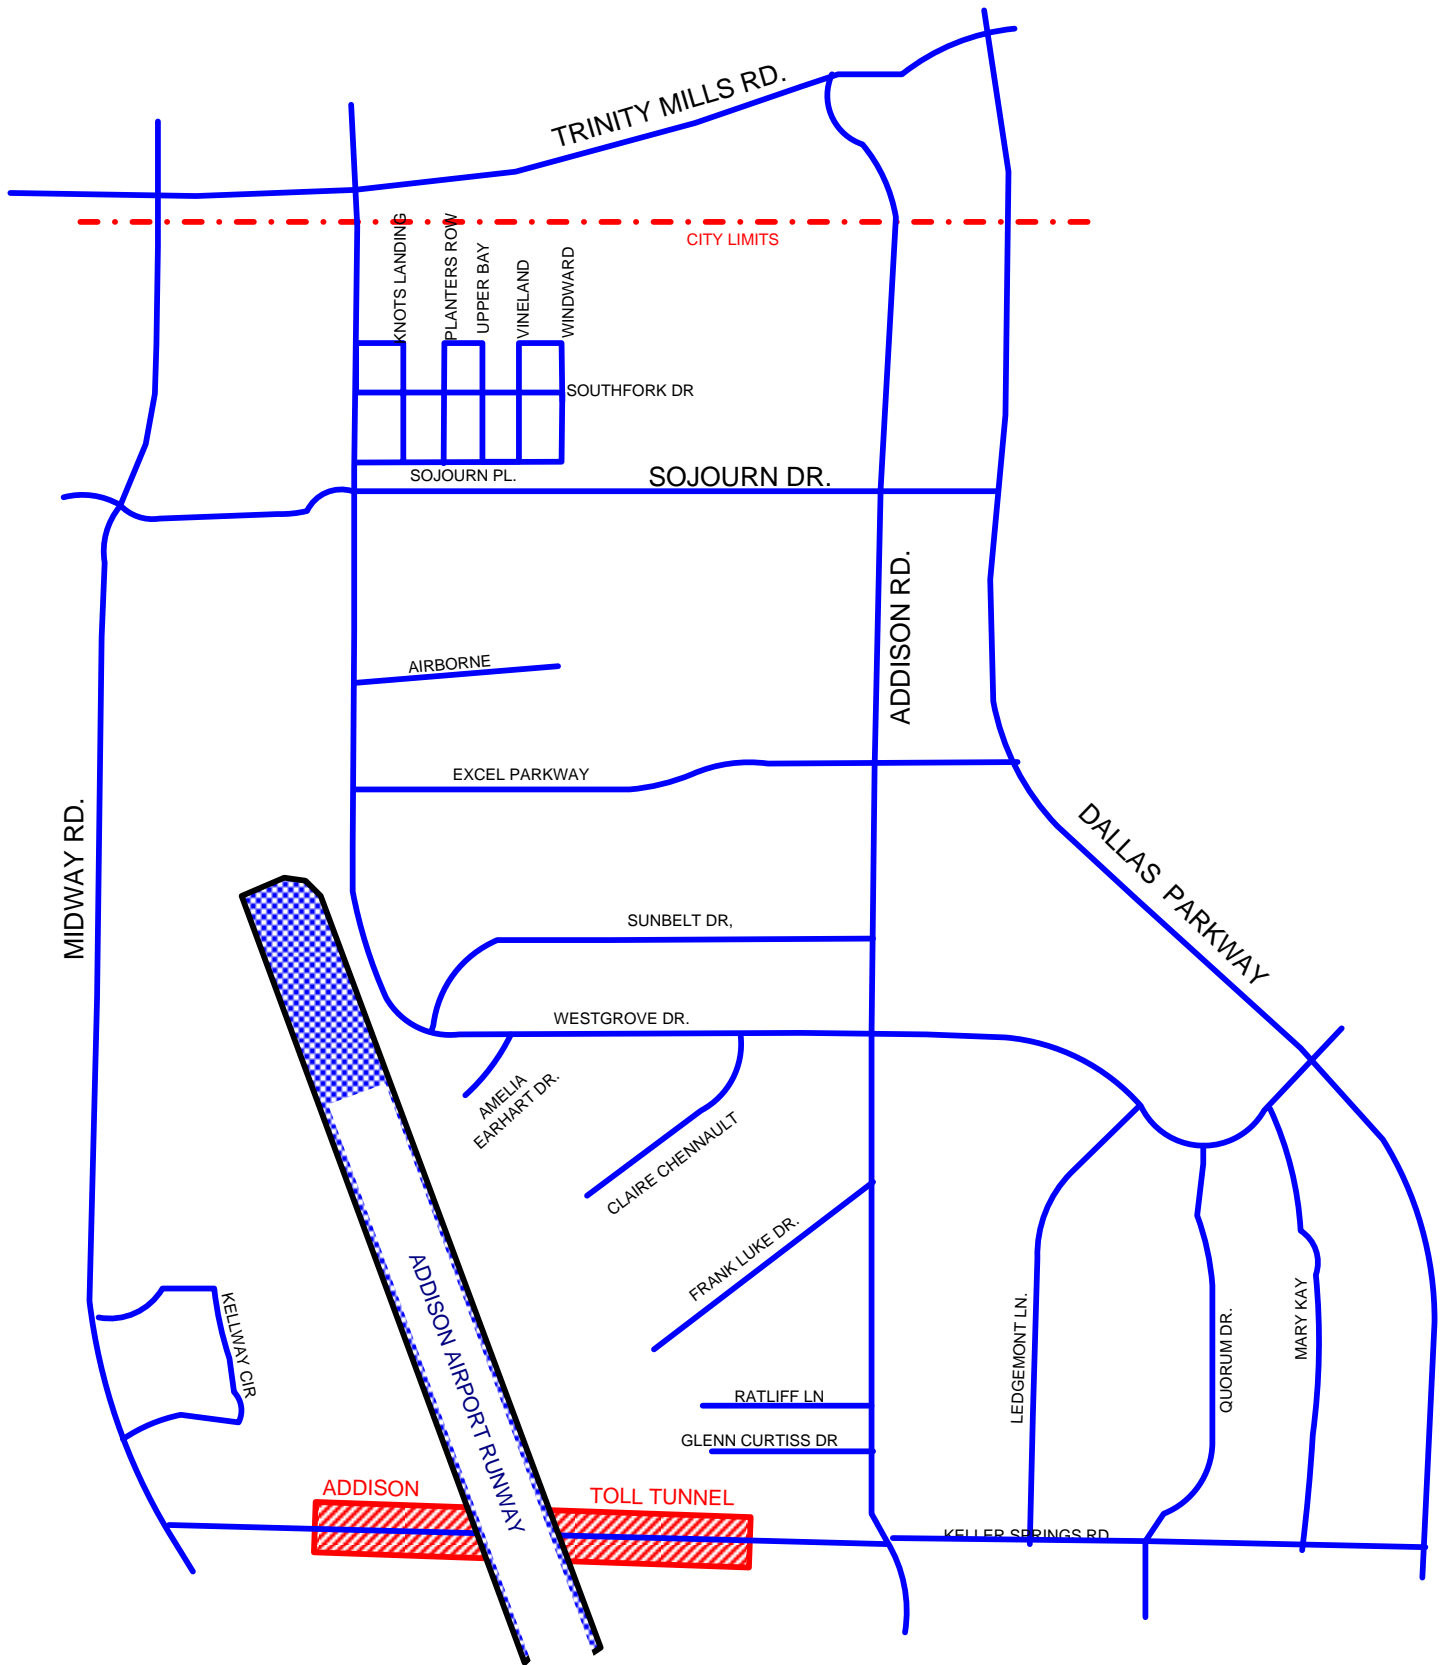 TRINITY MILLS RD.
CITY LIMITS
KNOTS LANDING
PLANTERS ROW
UPPER BAY
VINELAND
WINDWARD
SOUTHFORK DR
SOJOURN PL.
SOJOURN DR.
ADDISON RD.
AIRBORNE
EXCEL PARKWAY
MIDWAY RD.
DALLAS PARKWAY
SUNBELT DR,
WESTGROVE DR.
AMELIA
EARHART DR.
CLAIRE CHENNAULT
FRANK LUKE DR.
ADDISON AIRPORT RUNWAY
KELLWAY CIR
LEDGEMONT LN.
QUORUM DR.
MARY KAY
RATLIFF LN
GLENN CURTISS DR
ADDISON
TOLL TUNNEL
KELLER SPRINGS RD